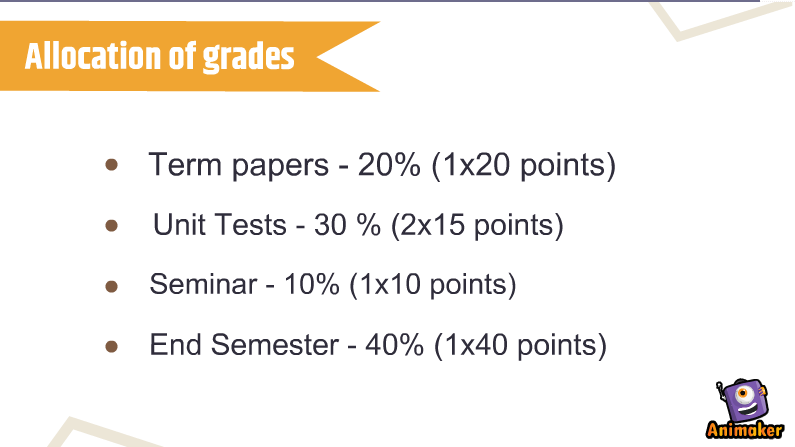 Allocation of grades
● Term papers - 20% (1x20 points)
● Unit Tests - 30 % (2x15 points)
● Seminar - 10% (1x10 points)
● End Semester - 40% (1x40 points)
Animaker